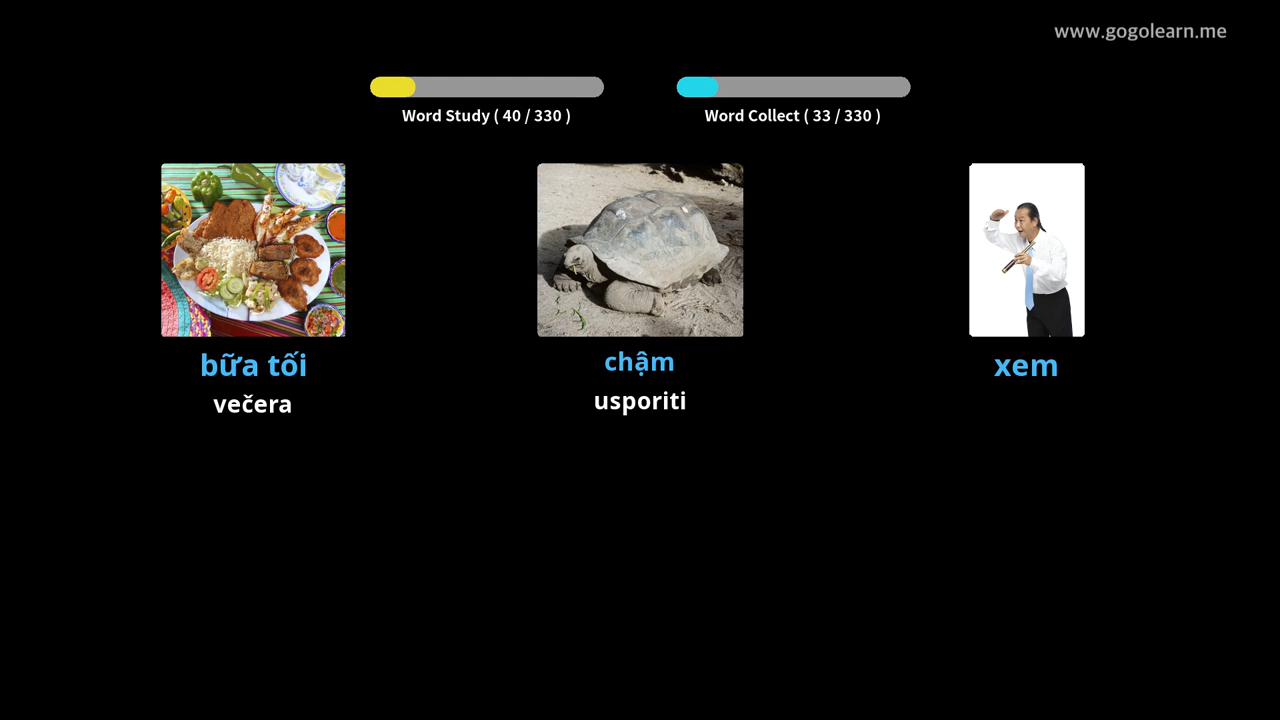 www.gogolearn.me
Word Study ( 40 / 330 )
Word Collect ( 33 / 330 )
bữa tối
večera
chậm
usporiti
xem